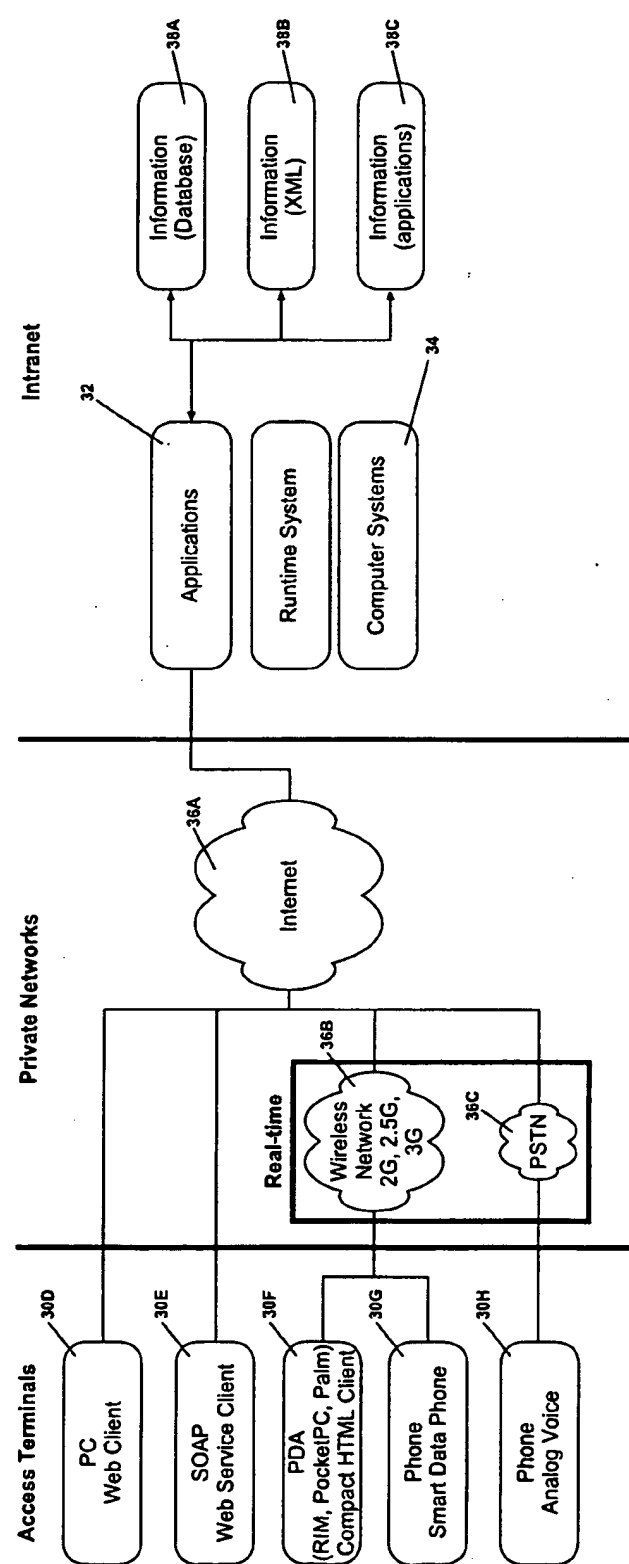 Access Terminals
Private Networks
Intranet
30D
PC
Web Client
30E
SOAP
Web Service Client
30F
PDA
(RIM, PocketPC, Palm)
Compact HTML Client
30G
Phone
Smart Data Phone
30H
Phone
Analog Voice
Real-time
36B
Wireless
Network
2G, 2.5G,
3G
36C
PSTN
36A
Internet
32
Applications
Runtime System
34
Computer Systems
38A
Information
(Database)
38B
Information
(XML)
38C
Information
(applications)